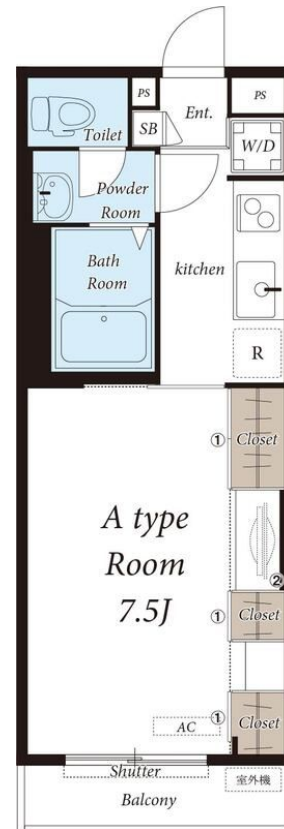 PS
Ent.
PS
SB
W/D
Toilet
Powder
Room
Bath
Room
kitchen
R
① Closet
A type
Room
7.5J
②
① Closet
AC
① Closet
Shutter
室外機
Balcony